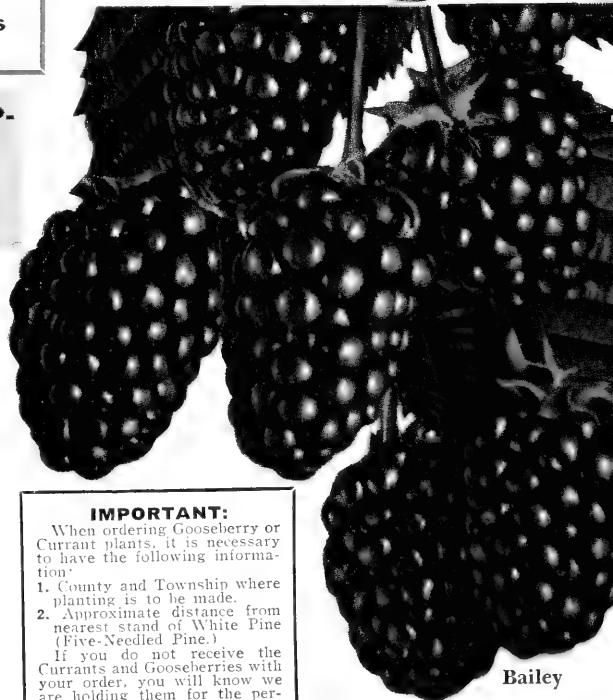 s
IMPORTANT:
When ordering Gooseberry or
Currant plants, it is necessary
to have the following informa-
tion:
1. County and Township where
planting is to be made.
2. Approximate distance from
nearest stand of White Pine
(Five-Needled Pine.)
If you do not receive the
Currants and Gooseberries with
your order, you will know we
are holding them for the per-
Bailey